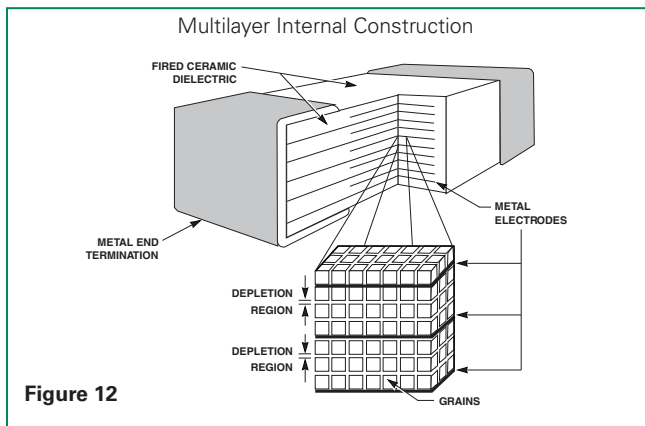 Multilayer Internal Construction
FIRED CERAMIC
DIELECTRIC
METAL
ELECTRODES
METAL END
TERMINATION
DEPLETION
REGION
DEPLETION
REGION
GRAINS
Figure 12